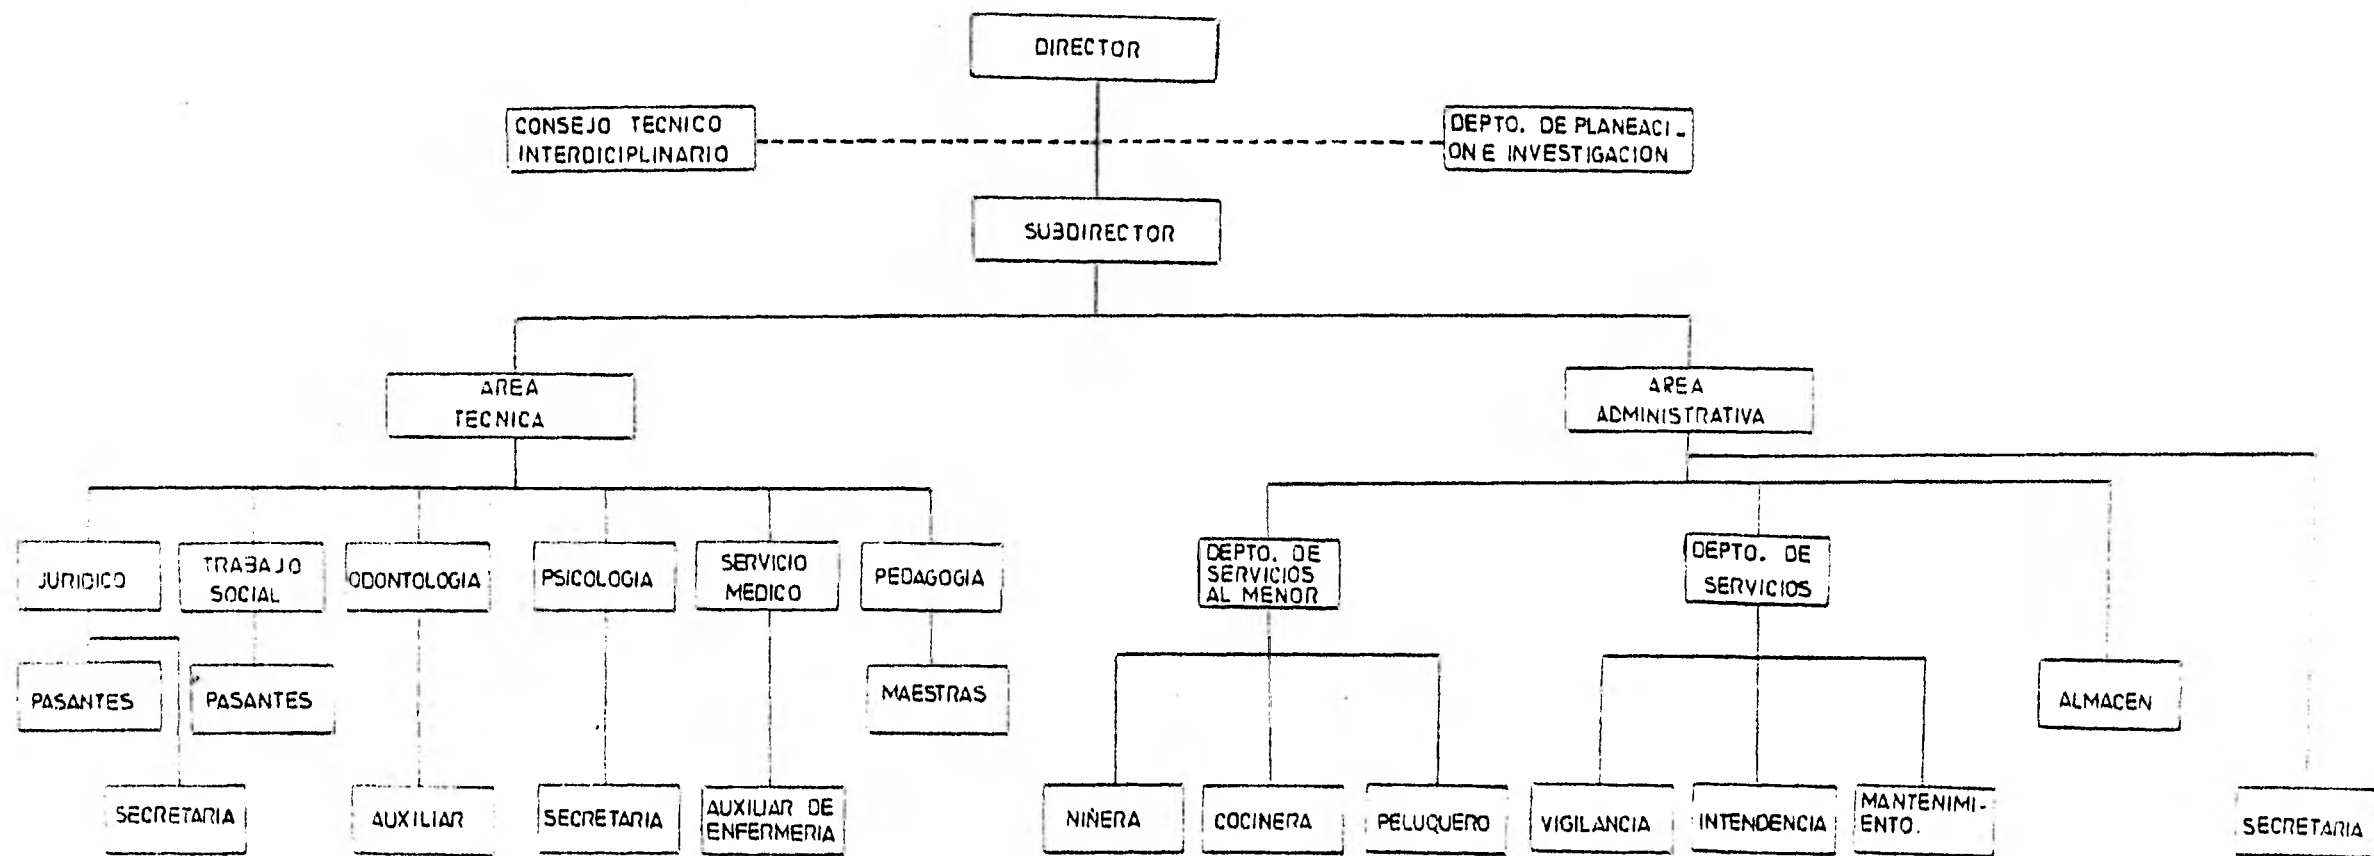 DIRECTOR
CONSEJO TECNICO
INTERDICIPLINARIO
DEPTO. DE PLANEACI-
ON E INVESTIGACION
SUBDIRECTOR
AREA
TECNICA
AREA
ADMINISTRATIVA
JURIDICO
TRABAJO
SOCIAL
ODONTOLOGIA
PSICOLOGIA
SERVICIO
MEDICO
PEDAGOGIA
DEPTO. DE
SERVICIOS
AL MENOR
DEPTO. DE
SERVICIOS
PASANTES
PASANTES
MAESTRAS
ALMACEN
SECRETARIA
AUXILIAR
SECRETARIA
AUXILIAR DE
ENFERMERIA
NIÑERA
COCINERA
PELUQUERO
VIGILANCIA
INTENDENCIA
MANTENIMI-
ENTO.
SECRETARIA